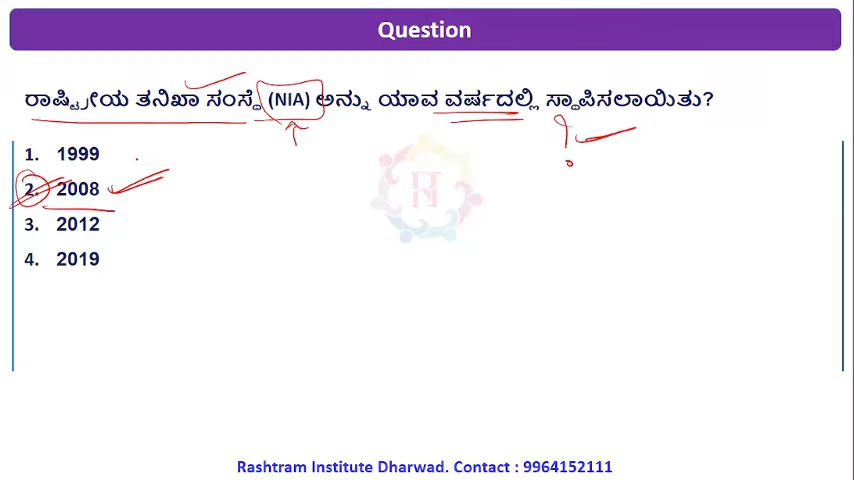 Question
ರಾಷ್ಟ್ರೀಯ ತನಿಖಾ ಸಂಸ್ಥೆ (NIA) ಅನ್ನು ಯಾವ ವರ್ಷದಲ್ಲಿ ಸ್ಥಾಪಿಸಲಾಯಿತು?
1. 1999
2. 2008
3. 2012
4. 2019
Rashtram Institute Dharwad. Contact : 9964152111